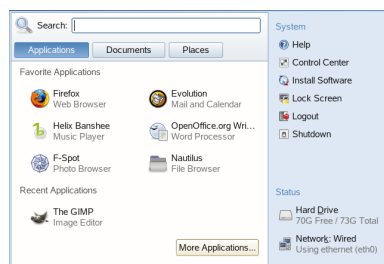 Search:
Applications
Documents
Places
Favorite Applications
Firefox
Web Browser
Evolution
Mail and Calendar
Helix Banshee
Music Player
OpenOffice.org Wri...
Word Processor
F-Spot
Photo Browser
Nautilus
File Browser
Recent Applications
The GIMP
Image Editor
More Applications...
System
Help
Control Center
Install Software
Lock Screen
Logout
Shutdown
Status
Hard Drive
70G Free / 73G Total
Network: Wired
Using ethernet (eth0)